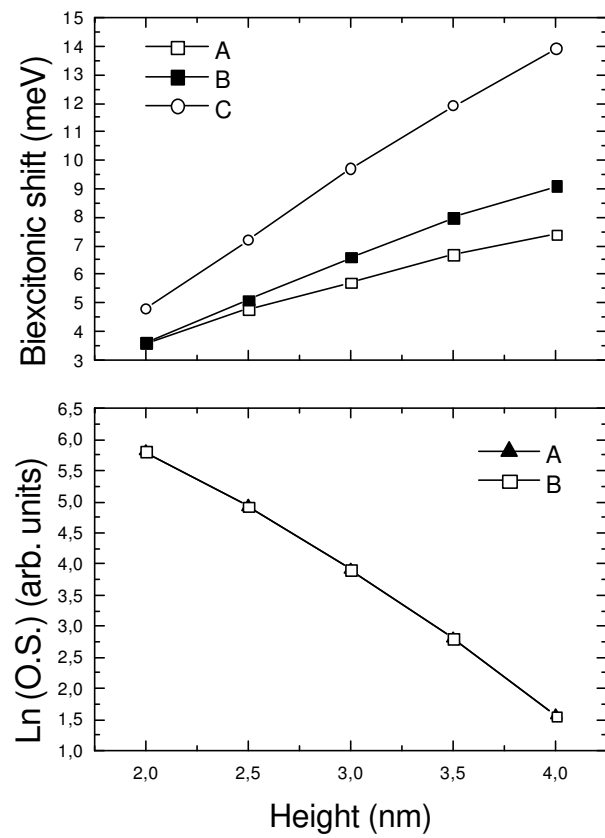 15
14
13
12
11
10
9
8
7
6
5
4
3
Biexcitonic shift (meV)
A
B
C
6,5
6,0
5,5
5,0
4,5
4,0
3,5
3,0
2,5
2,0
1,5
1,0
Ln (O.S.) (arb. units)
A
B
2,0 2,5 3,0 3,5 4,0
Height (nm)